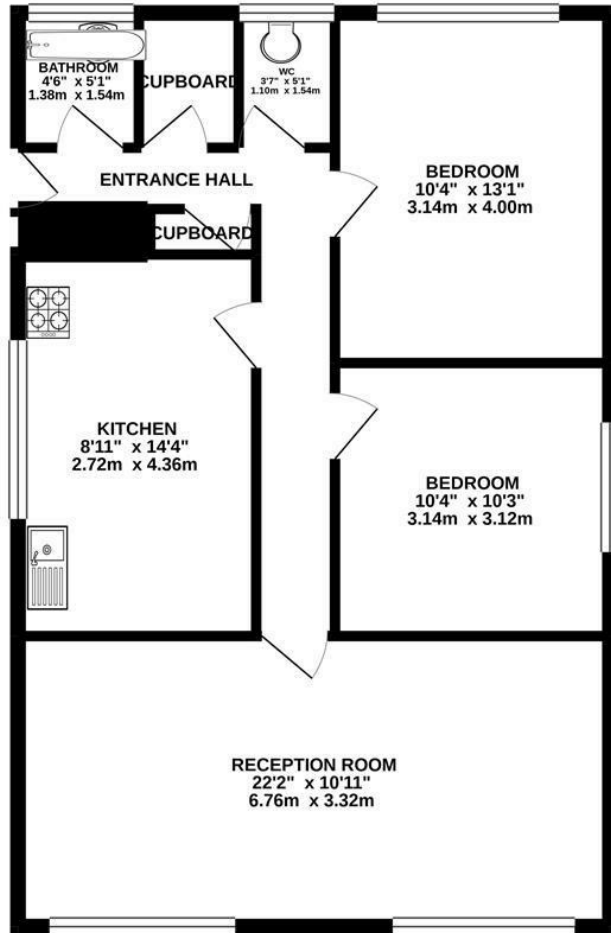 BATHROOM
4'6" x 5'1"
1.38m x 1.54m
CUPBOARD
WC
3'7" x 5'1"
1.10m x 1.54m
BEDROOM
10'4" x 13'1"
3.14m x 4.00m
ENTRANCE HALL
CUPBOARD
KITCHEN
8'11" x 14'4"
2.72m x 4.36m
BEDROOM
10'4" x 10'3"
3.14m x 3.12m
RECEPTION ROOM
22'2" x 10'11"
6.76m x 3.32m